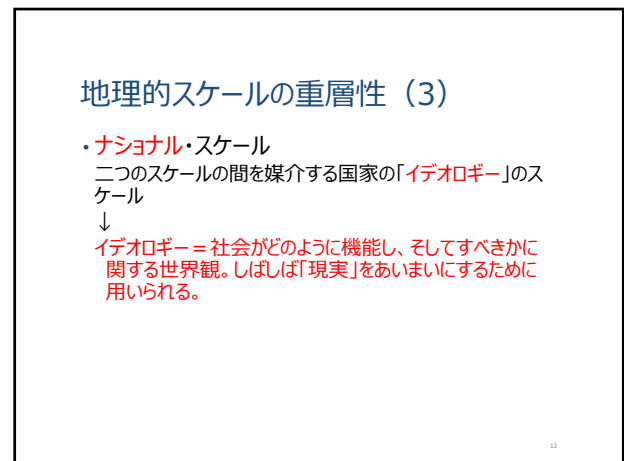 地理的スケールの重層性（3）
・ナショナル・スケール
二つのスケールの間を媒介する国家の「イデオロギー」のス
ケール
↓
イデオロギー＝社会がどのように機能し、そしてすべきかに
関する世界観。しばしば「現実」をあいまいにするために
用いられる。
12